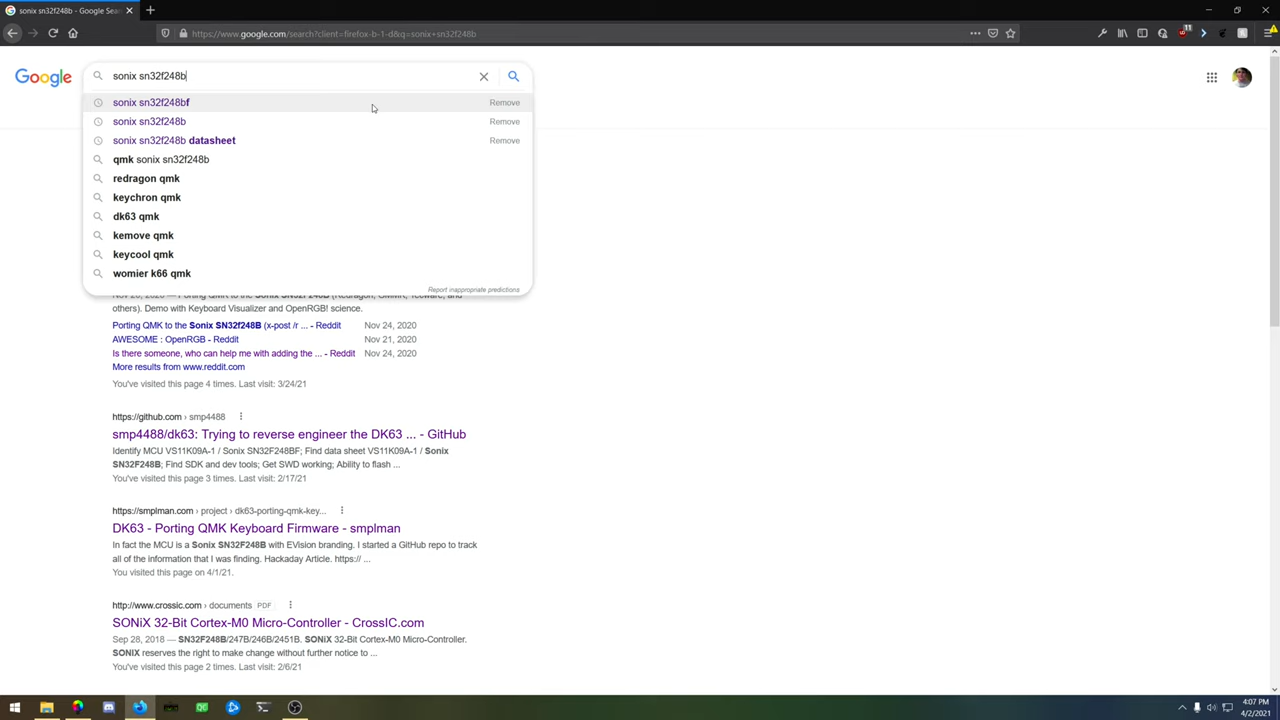 sonix sn32f248b - Google Sea
https://www.google.com/search?client=firefox-b-1-d&q=sonix+sn32f248b
11
Google
sonix sn32f248b
sonix sn32f248bf Remove
sonix sn32f248b Remove
sonix sn32f248b datasheet Remove
qmk sonix sn32f248b
redragon qmk
keychron qmk
dk63 qmk
kemove qmk
keycool qmk
womier k66 qmk
Report inappropriate predictions
others). Demo with Keyboard Visualizer and OpenRGB! science.
Porting QMK to the Sonix SN32F248B (x-post /r ... - Reddit Nov 24, 2020
AWESOME : OpenRGB - Reddit Nov 21, 2020
Is there someone, who can help me with adding the ... - Reddit Nov 24, 2020
More results from www.reddit.com
You've visited this page 4 times. Last visit: 3/24/21
https://github.com › smp4488
smp4488/dk63: Trying to reverse engineer the DK63 ... - GitHub
Identify MCU VS11K09A-1 / Sonix SN32F248BF; Find data sheet VS11K09A-1 / Sonix
SN32F248B; Find SDK and dev tools; Get SWD working; Ability to flash ...
You've visited this page 3 times. Last visit: 2/17/21
https://smplman.com › project › dk63-porting-qmk-key...
DK63 - Porting QMK Keyboard Firmware - smplman
In fact the MCU is a Sonix SN32F248B with EVision branding. I started a GitHub repo to track
all of the information that I was finding. Hackaday Article. https:// ...
You visited this page on 4/1/21.
http://www.crossic.com › documents PDF
SONiX 32-Bit Cortex-M0 Micro-Controller - CrossIC.com
Sep 28, 2018 — SN32F248B/247B/246B/2451B. SONiX 32-Bit Cortex-M0 Micro-Controller.
SONIX reserves the right to make change without further notice to ...
You've visited this page 2 times. Last visit: 2/6/21
4:07 PM
4/2/2021